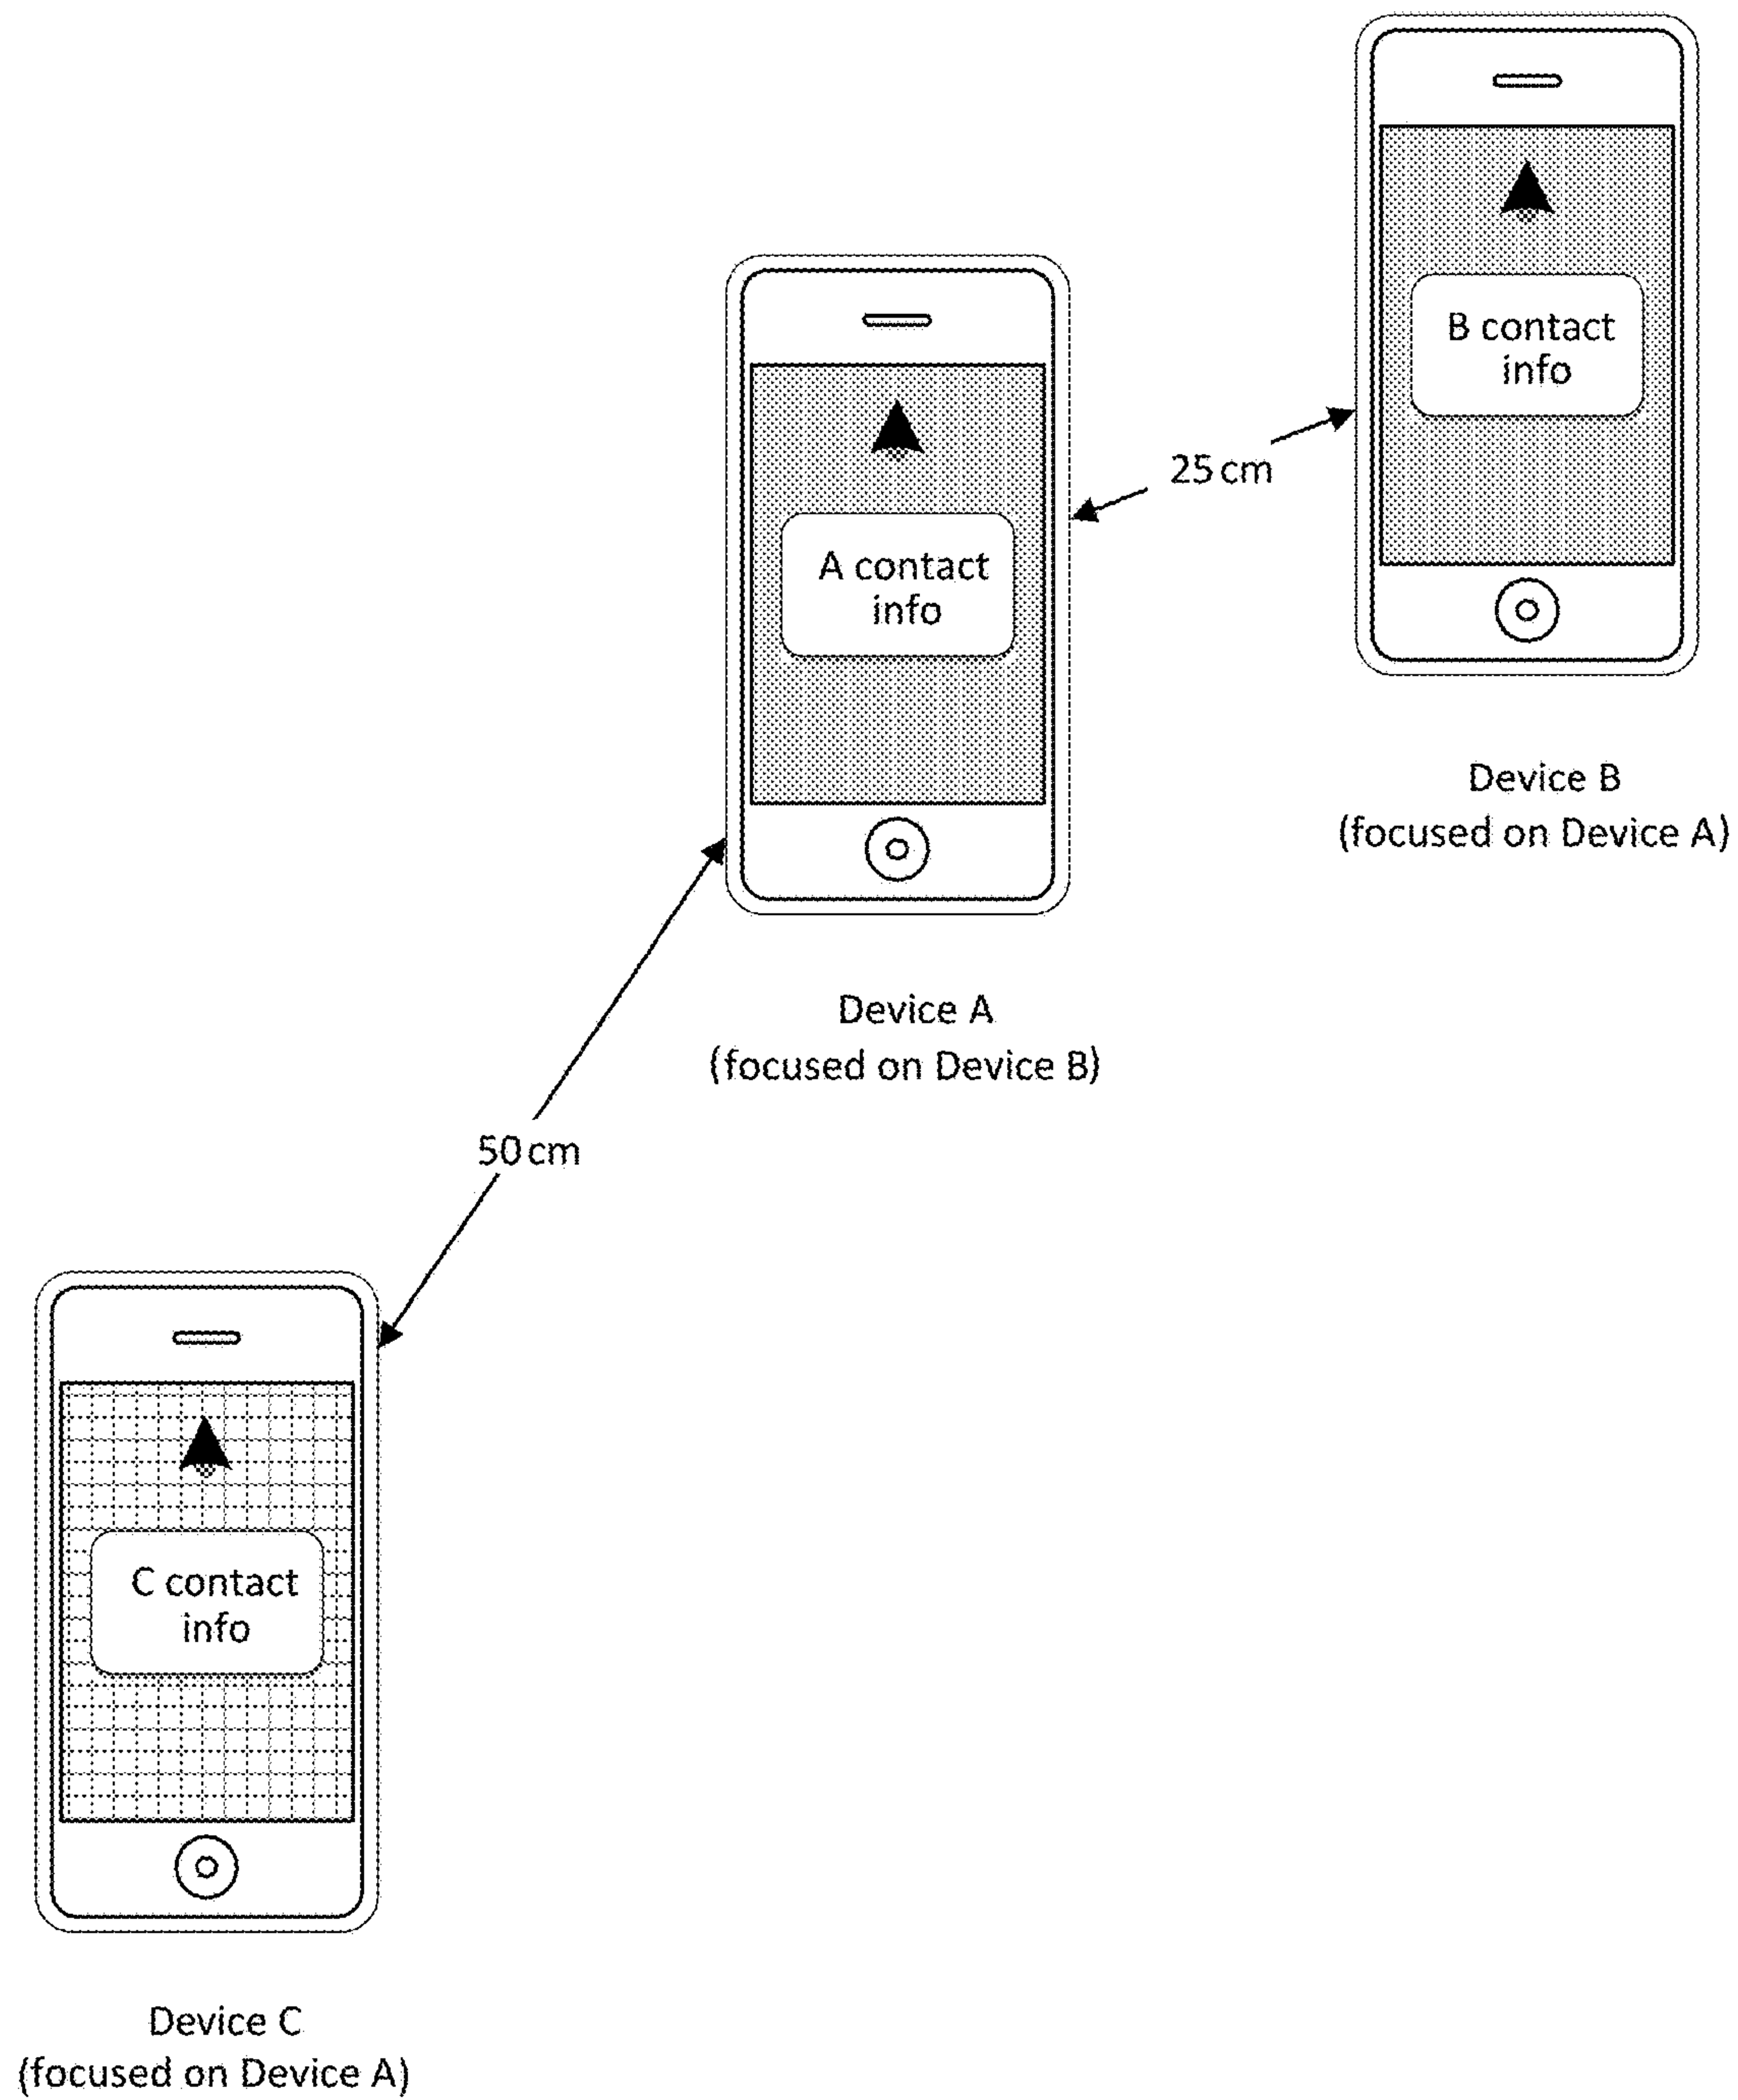 B contact
info
25 cm
A contact
info
Device B
(focused on Device A)
Device A
(focused on Device B)
50 cm
C contact
info
Device C
(focused on Device A)